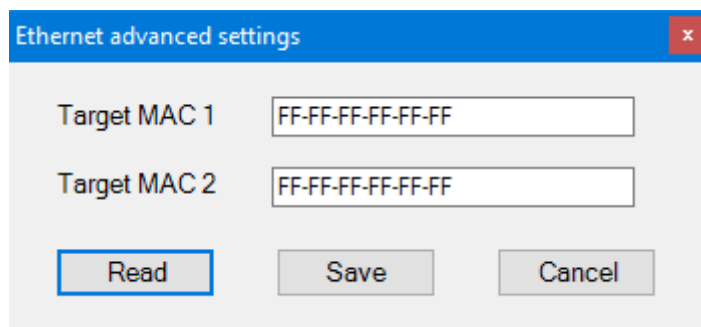 Ethernet advanced settings x
Target MAC 1 FF-FF-FF-FF-FF-FF
Target MAC 2 FF-FF-FF-FF-FF-FF
Read Save Cancel